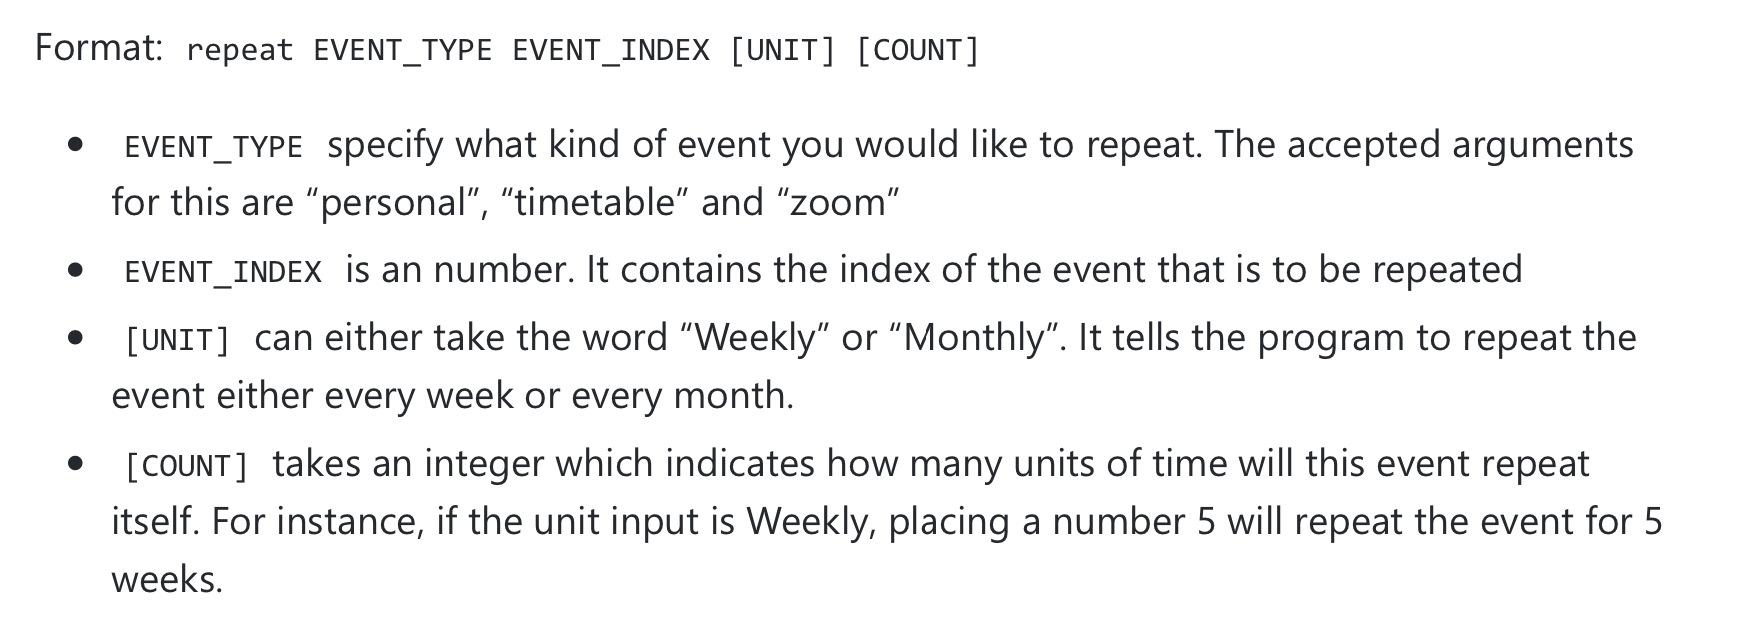 Format: repeat EVENT_TYPE EVENT_INDEX [UNIT] [COUNT]
• EVENT_TYPE specify what kind of event you would like to repeat. The accepted arguments
for this are “personal”, “timetable” and “zoom”
• EVENT_INDEX is an number. It contains the index of the event that is to be repeated
• [UNIT] can either take the word “Weekly” or “Monthly”. It tells the program to repeat the
event either every week or every month.
• [COUNT] takes an integer which indicates how many units of time will this event repeat
itself. For instance, if the unit input is Weekly, placing a number 5 will repeat the event for 5
weeks.